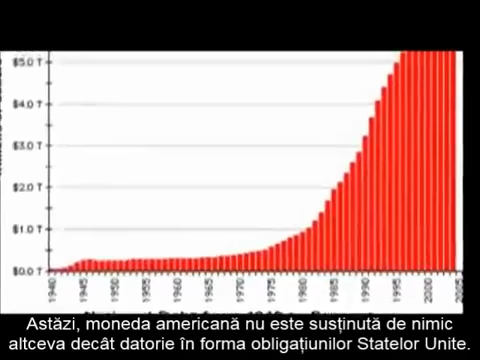 $5.0 T
$4.0 T
$3.0 T
$2.0 T
$1.0 T
$0.0 T
1940
1945
1950
1955
1960
1965
1970
1975
1980
1985
1990
1995
2000
2005
Astăzi, moneda americană nu este susținută de nimic
altceva decât datorie în forma obligațiunilor Statelor Unite.